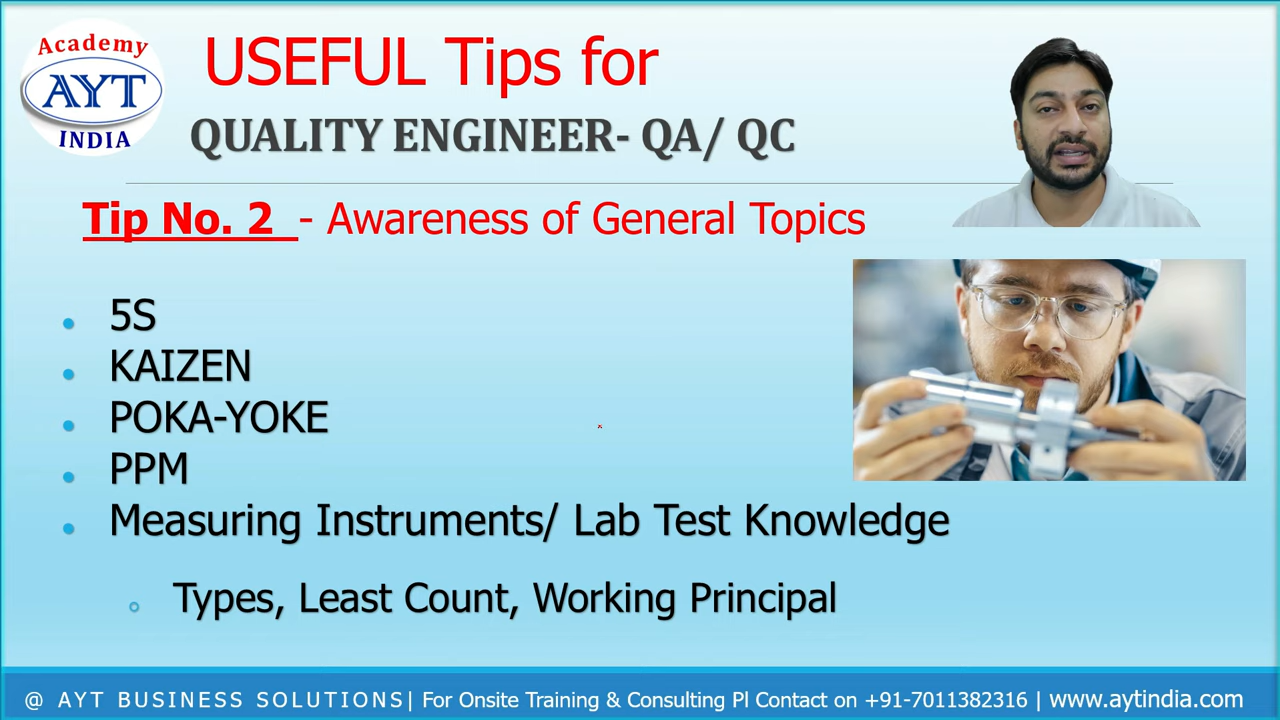 Academy
AYT
INDIA
USEFUL Tips for
QUALITY ENGINEER- QA/ QC
Tip No. 2 - Awareness of General Topics
5S
KAIZEN
POKA-YOKE
PPM
Measuring Instruments/ Lab Test Knowledge
Types, Least Count, Working Principal
@ AYT BUSINESS SOLUTIONS| For Onsite Training & Consulting Pl Contact on +91-7011382316 | www.aytindia.com